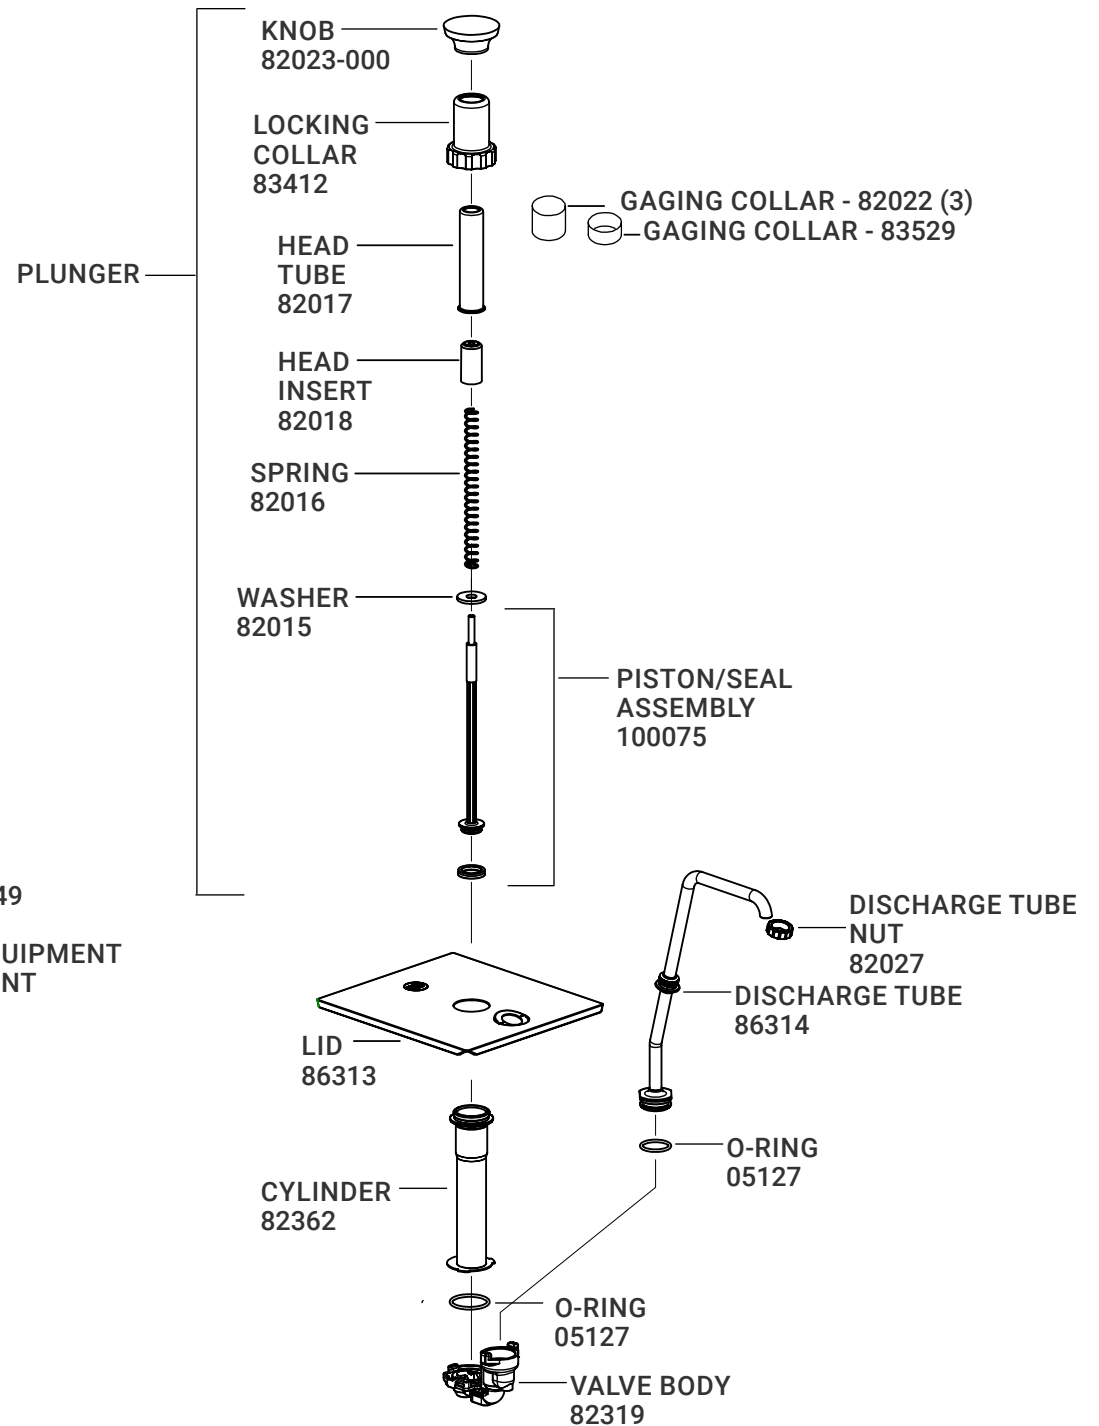 KNOB
82023-000
LOCKING
COLLAR
83412
GAGING COLLAR - 82022 (3)
GAGING COLLAR - 83529
HEAD
TUBE
82017
PLUNGER
HEAD
INSERT
82018
SPRING
82016
WASHER
82015
PISTON/SEAL
ASSEMBLY
100075
49
UIPMENT
NT
DISCHARGE TUBE
NUT
82027
DISCHARGE TUBE
86314
LID
86313
O-RING
05127
CYLINDER
82362
O-RING
05127
VALVE BODY
82319